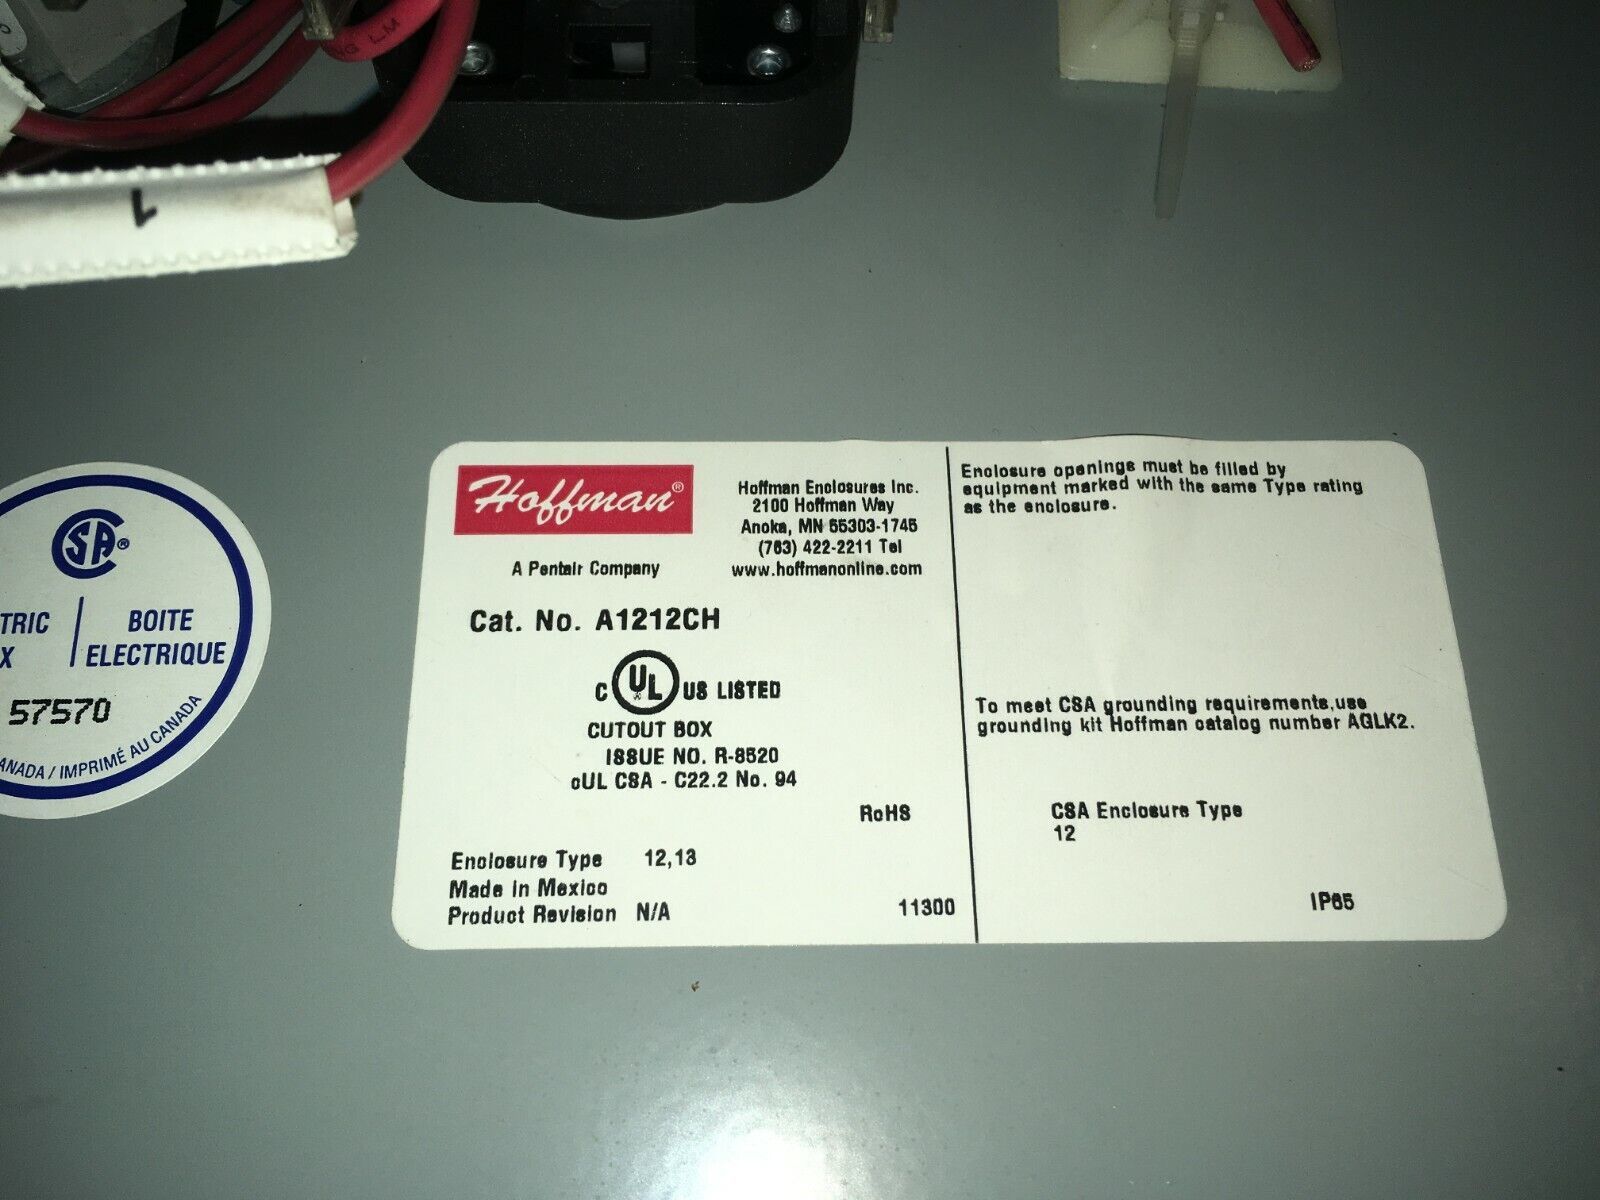 LM
1
CSA®
TRIC
X
BOITE
ELECTRIQUE
57570
ANADA / IMPRIMÉ AU CANADA
Hoffman®
A Pentair Company
Hoffman Enclosures Inc.
2100 Hoffman Way
Anoka, MN 55303-1745
(763) 422-2211 Tel
www.hoffmanonline.com
Cat. No. A1212CH
C UL US LISTED
CUTOUT BOX
ISSUE NO. R-8520
cUL CSA - C22.2 No. 94
RoHS
Enclosure Type 12,13
Made in Mexico
Product Revision N/A
11300
Enclosure openings must be filled by
equipment marked with the same Type rating
as the enclosure.
To meet CSA grounding requirements,use
grounding kit Hoffman catalog number AGLK2.
CSA Enclosure Type
12
IP65